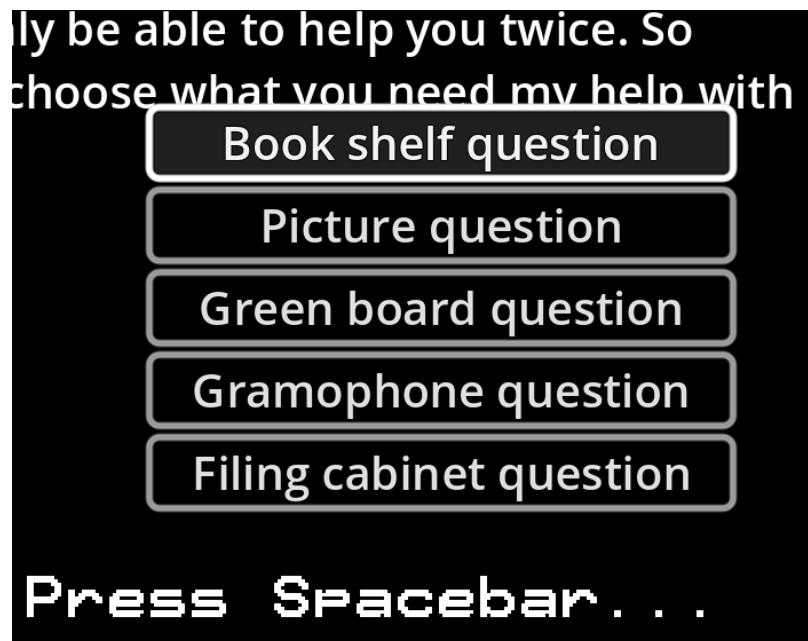 ly be able to help you twice. So
choose what you need my help with
Book shelf question
Picture question
Green board question
Gramophone question
Filing cabinet question
Press Spacebar...